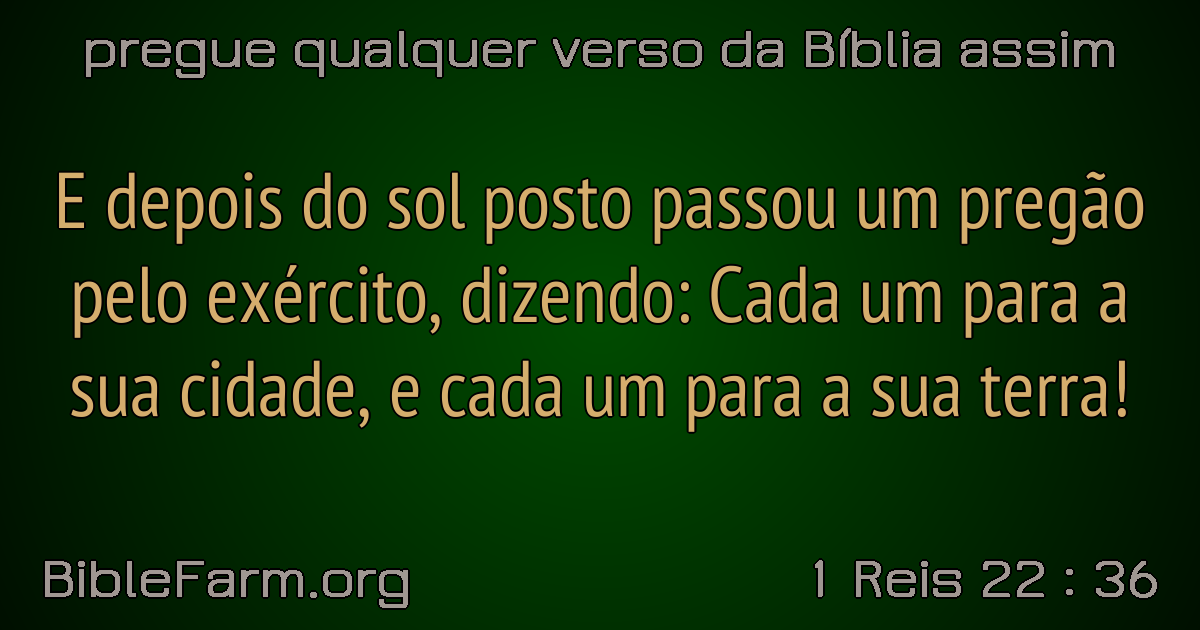 pregue qualquer verso da Bíblia assim
E depois do sol posto passou um pregão
pelo exército, dizendo: Cada um para a
sua cidade, e cada um para a sua terra!
BibleFarm.org
1 Reis 22 : 36